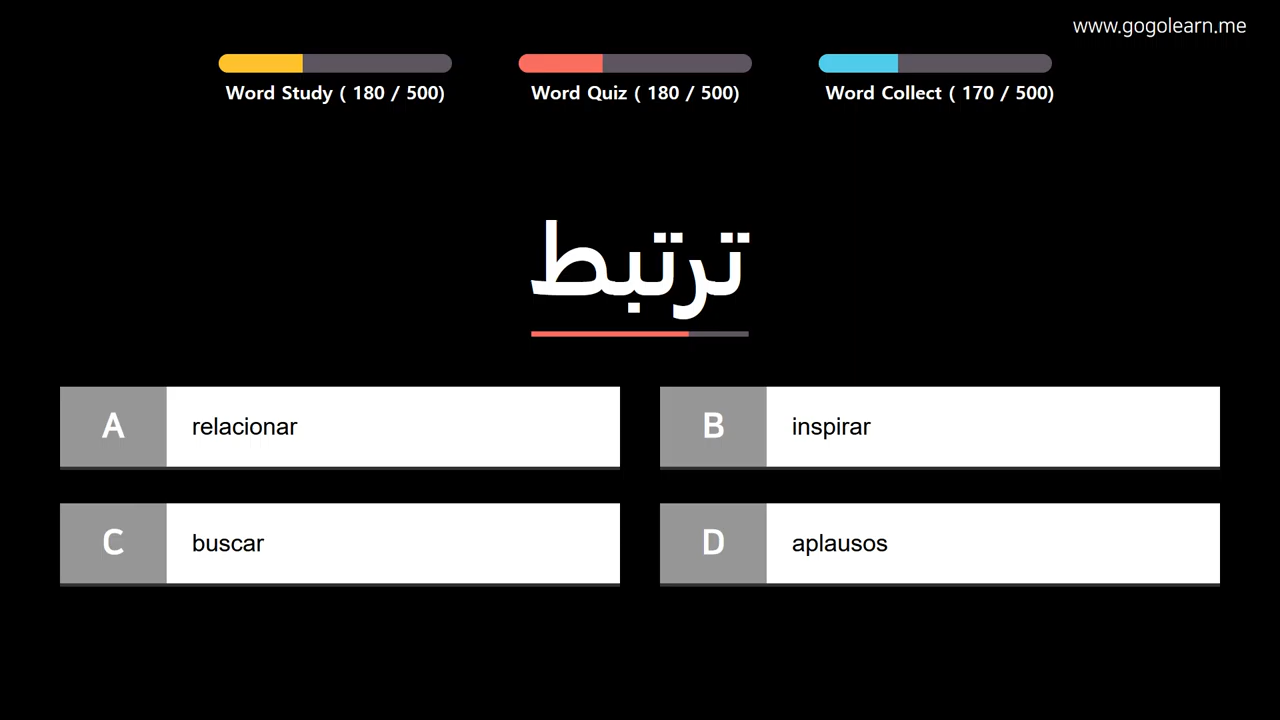 www.gogolearn.me
Word Study ( 180 / 500)
Word Quiz ( 180 / 500)
Word Collect ( 170 / 500)
ترتبط
A relacionar
B inspirar
C buscar
D aplausos